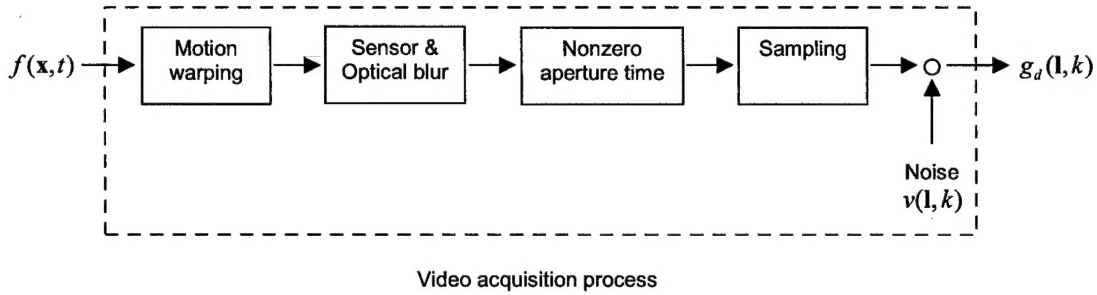 f(x,t)
Motion
warping
Sensor &
Optical blur
Nonzero
aperture time
Sampling
g_d(l,k)
Noise
v(l,k)
Video acquisition process